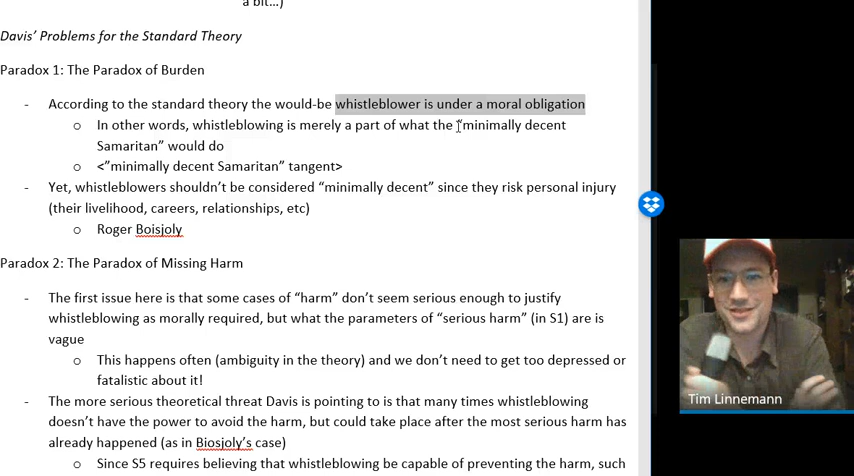 a bit…)
Davis’ Problems for the Standard Theory
Paradox 1: The Paradox of Burden
- According to the standard theory the would-be whistleblower is under a moral obligation
o In other words, whistleblowing is merely a part of what the “minimally decent
Samaritan” would do
o <”minimally decent Samaritan” tangent>
- Yet, whistleblowers shouldn’t be considered “minimally decent” since they risk personal injury
(their livelihood, careers, relationships, etc)
o Roger Boisjoly
Paradox 2: The Paradox of Missing Harm
- The first issue here is that some cases of “harm” don’t seem serious enough to justify
whistleblowing as morally required, but what the parameters of “serious harm” (in S1) are is
vague
o This happens often (ambiguity in the theory) and we don’t need to get too depressed or
fatalistic about it!
- The more serious theoretical threat Davis is pointing to is that many times whistleblowing
doesn’t have the power to avoid the harm, but could take place after the most serious harm has
already happened (as in Biosjoly’s case)
o Since S5 requires believing that whistleblowing be capable of preventing the harm, such
Tim Linnemann